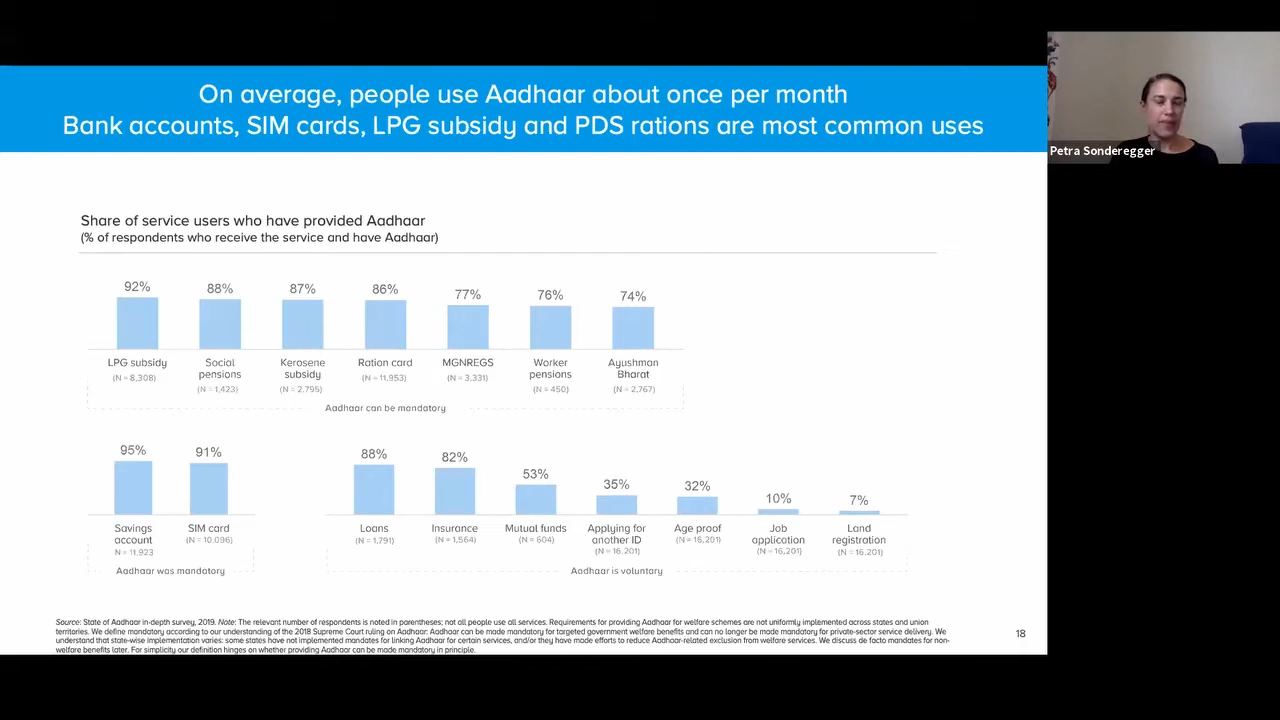 On average, people use Aadhaar about once per month
Bank accounts, SIM cards, LPG subsidy and PDS rations are most common uses
Petra Sonderegger
Share of service users who have provided Aadhaar
(% of respondents who receive the service and have Aadhaar)
92% 88% 87% 86% 77% 76% 74%
LPG subsidy Social Kerosene Ration card MGNREGS Worker Ayushman
pensions subsidy pensions Bharat
(N = 8,308) (N = 11,953) (N = 3,331)
(N = 1,423) (N = 2,795) (N = 450) (N = 2,767)
Aadhaar can be mandatory
95% 91% 88% 82% 53% 35% 32% 10% 7%
Savings SIM card Loans Insurance Mutual funds Applying for Age proof Job Land
account (N = 10,096) (N = 1,791) (N = 1,564) (N = 604) another ID (N = 16,201) application registration
N = 11,923 (N = 16,201) (N = 16,201) (N = 16,201)
Aadhaar was mandatory Aadhaar is voluntary
Source: State of Aadhaar in-depth survey, 2019. Note: The relevant number of respondents is noted in parentheses; not all people use all services. Requirements for providing Aadhaar for welfare schemes are not uniformly implemented across states and union
territories. We define mandatory according to our understanding of the 2018 Supreme Court ruling on Aadhaar: Aadhaar can be made mandatory for targeted government welfare benefits and can no longer be made mandatory for private-sector service delivery. We
understand that state-wise implementation varies: some states have not implemented mandates for linking Aadhaar for certain services, and/or they have made efforts to reduce Aadhaar-related exclusion from welfare services. We discuss de facto mandates for non-
welfare benefits later. For simplicity our definition hinges on whether providing Aadhaar can be made mandatory in principle.
18